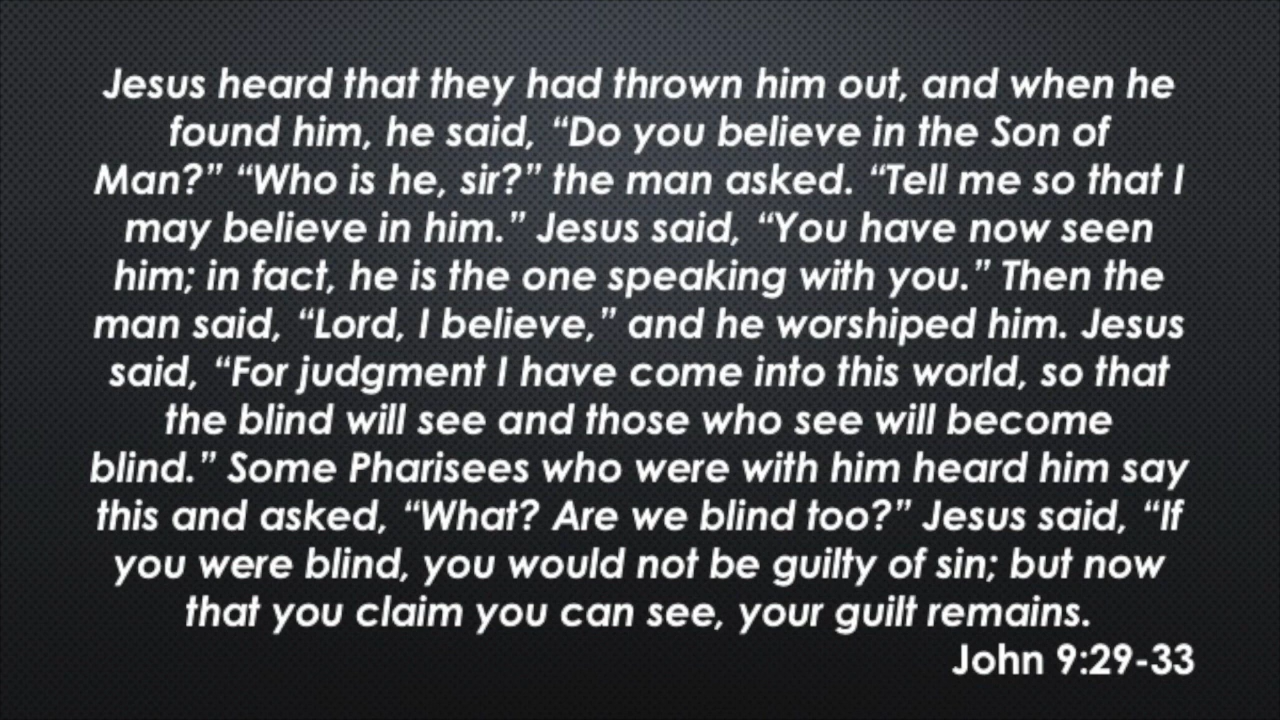 Jesus heard that they had thrown him out, and when he
found him, he said, “Do you believe in the Son of
Man?” “Who is he, sir?” the man asked. “Tell me so that I
may believe in him.” Jesus said, “You have now seen
him; in fact, he is the one speaking with you.” Then the
man said, “Lord, I believe,” and he worshiped him. Jesus
said, “For judgment I have come into this world, so that
the blind will see and those who see will become
blind.” Some Pharisees who were with him heard him say
this and asked, “What? Are we blind too?” Jesus said, “If
you were blind, you would not be guilty of sin; but now
that you claim you can see, your guilt remains.
John 9:29-33